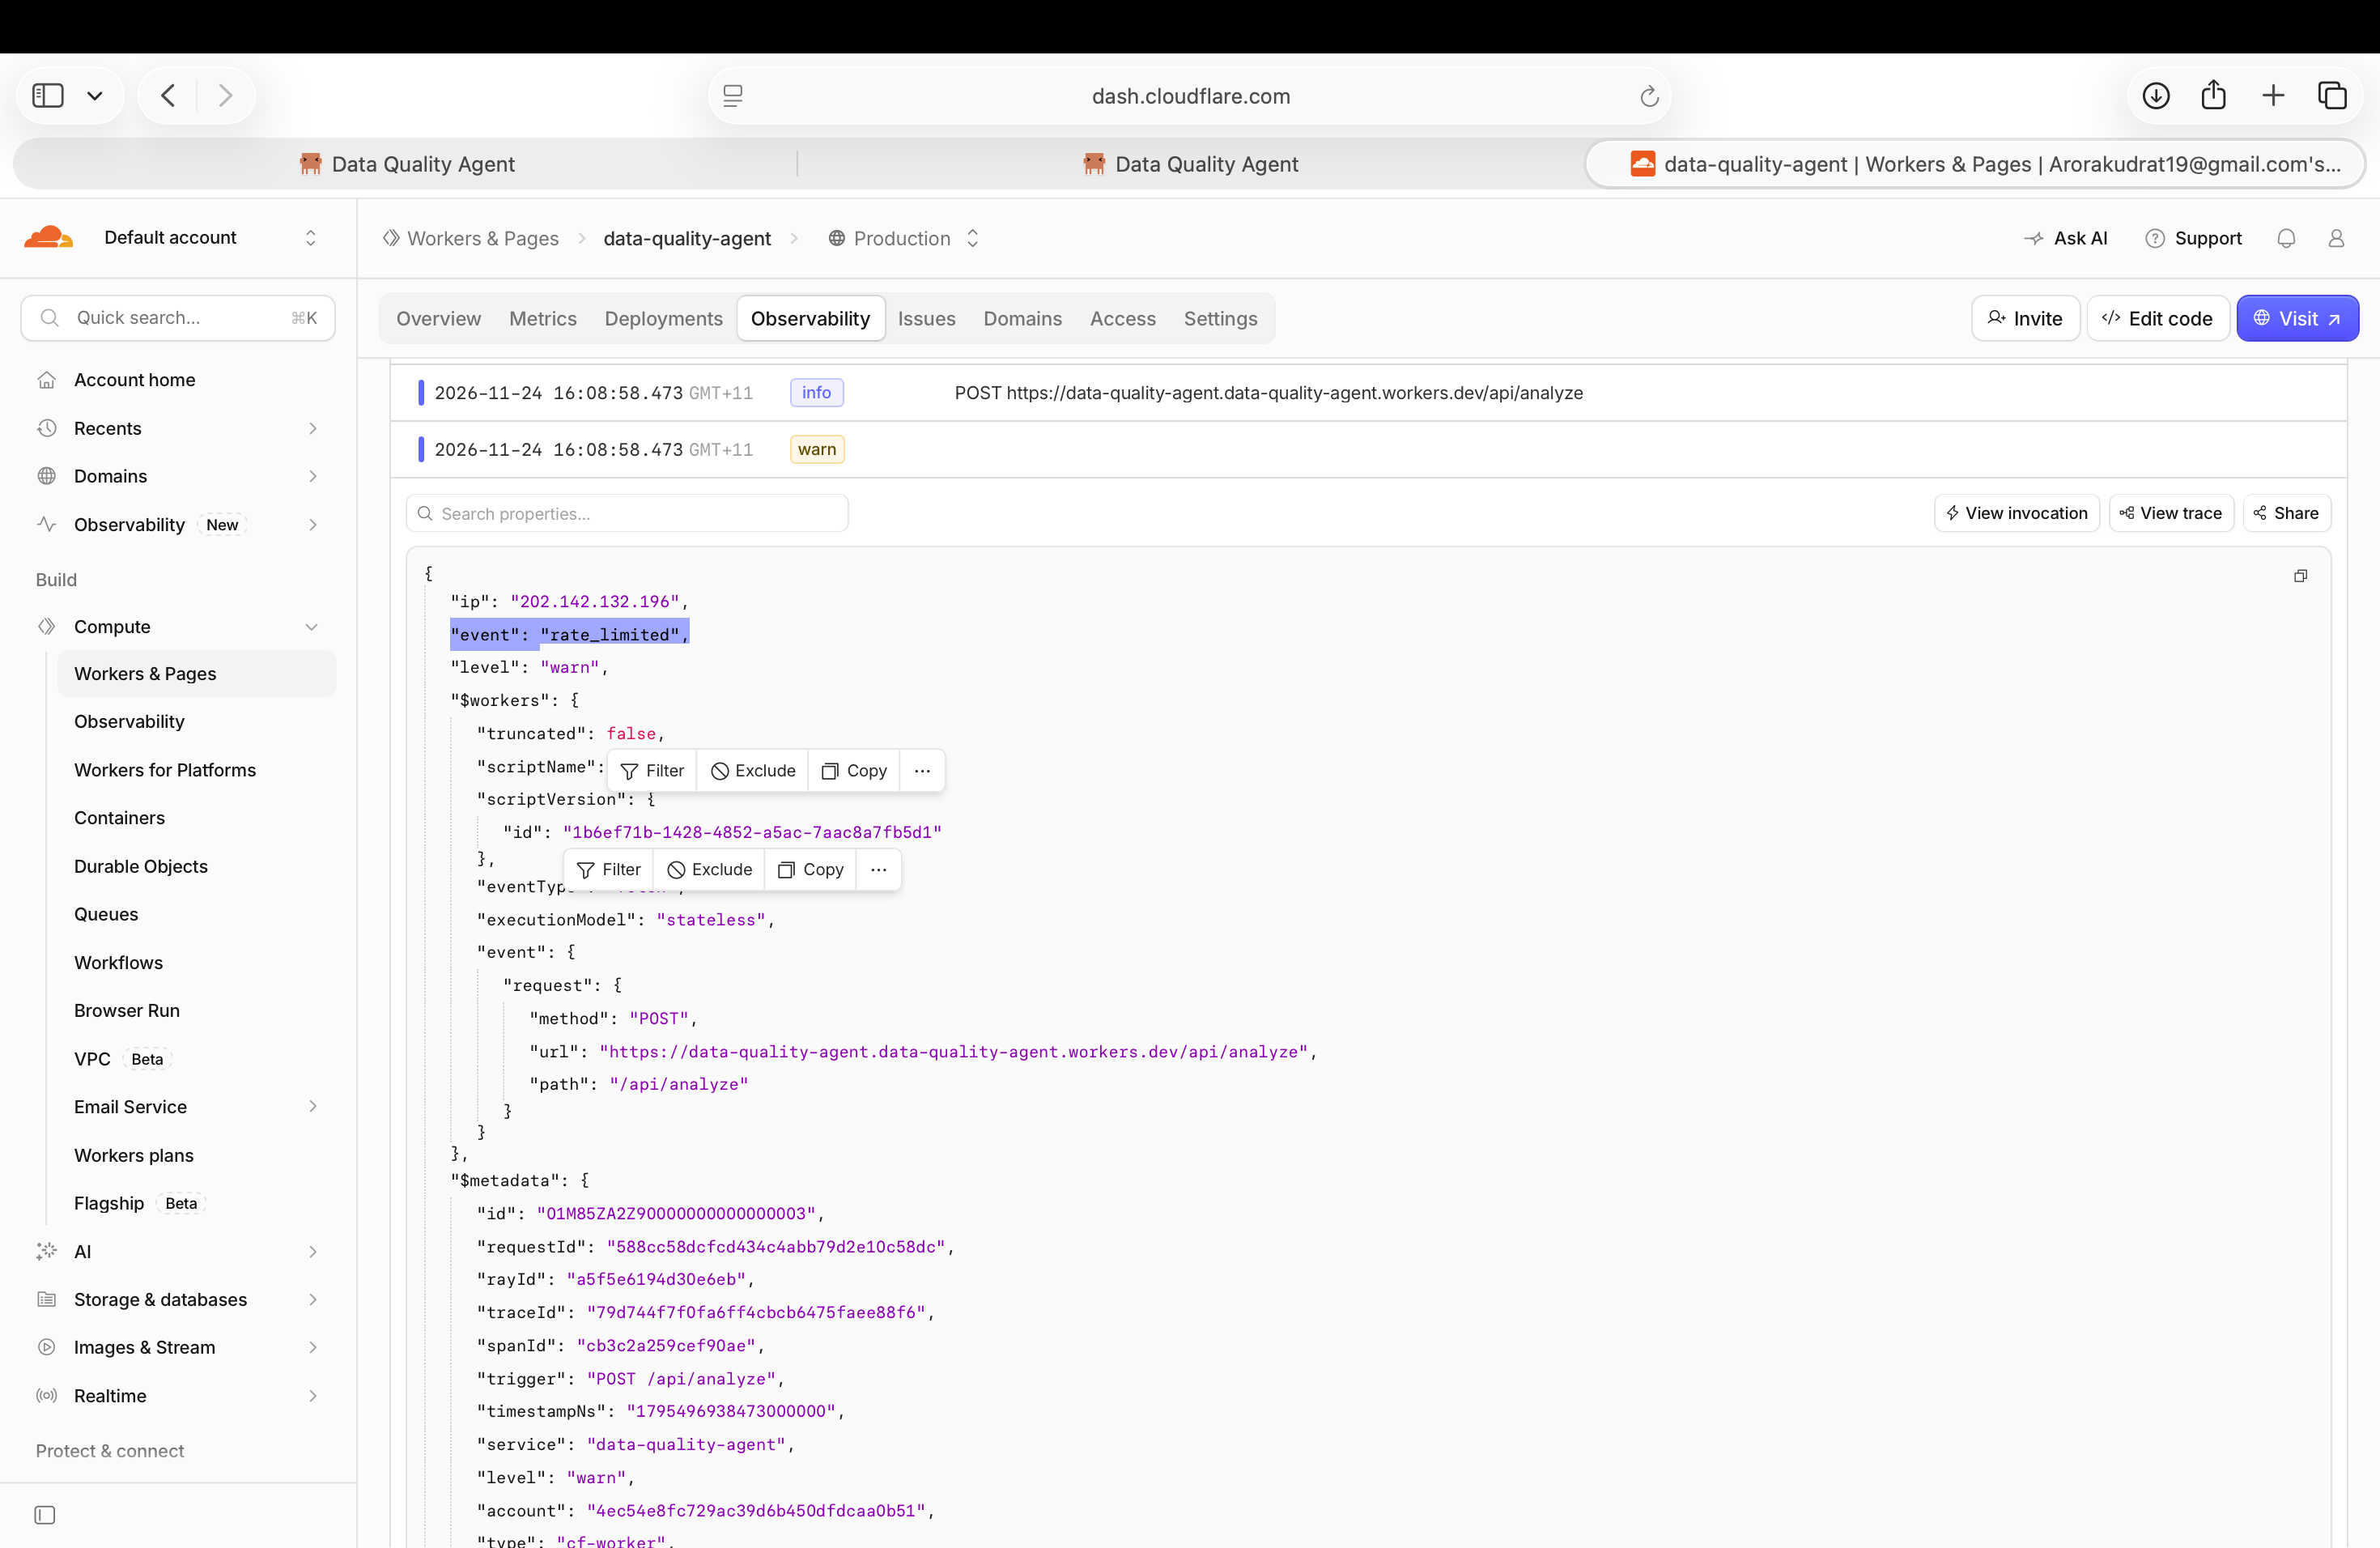 dash.cloudflare.com
Data Quality Agent
Data Quality Agent
data-quality-agent | Workers & Pages | Arorakudrat19@gmail.com's...
Default account
Workers & Pages
data-quality-agent
Production
Ask AI
Support
Quick search...
⌘K
Overview
Metrics
Deployments
Observability
Issues
Domains
Access
Settings
Invite
Edit code
Visit
Account home
Recents
Domains
Observability New
Build
Compute
Workers & Pages
Observability
Workers for Platforms
Containers
Durable Objects
Queues
Workflows
Browser Run
VPC Beta
Email Service
Workers plans
Flagship Beta
AI
Storage & databases
Images & Stream
Realtime
Protect & connect
2026-11-24 16:08:58.473 GMT+11 info POST https://data-quality-agent.data-quality-agent.workers.dev/api/analyze
2026-11-24 16:08:58.473 GMT+11 warn
Search properties...
View invocation
View trace
Share
{
"ip": "202.142.132.196",
"event": "rate_limited",
"level": "warn",
"$workers": {
"truncated": false,
"scriptName":
Filter Exclude Copy ...
"scriptVersion": {
"id": "1b6ef71b-1428-4852-a5ac-7aac8a7fb5d1"
},
Filter Exclude Copy ...
"executionModel": "stateless",
"event": {
"request": {
"method": "POST",
"url": "https://data-quality-agent.data-quality-agent.workers.dev/api/analyze",
"path": "/api/analyze"
}
}
},
"$metadata": {
"id": "01M85ZA2Z90000000000000003",
"requestId": "588cc58dcfcd434c4abb79d2e10c58dc",
"rayId": "a5f5e6194d30e6eb",
"traceId": "79d744f7f0fa6ff4cbcb6475faee88f6",
"spanId": "cb3c2a259cef90ae",
"trigger": "POST /api/analyze",
"timestampNs": "1795496938473000000",
"service": "data-quality-agent",
"level": "warn",
"account": "4ec54e8fc729ac39d6b450dfdcaa0b51",
"type": "cf-worker",